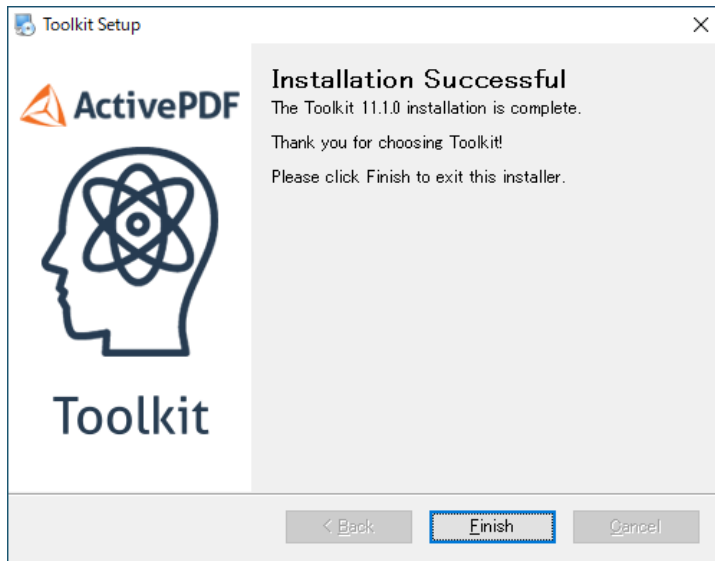 Toolkit Setup
ActivePDF
Toolkit
Installation Successful
The Toolkit 11.1.0 installation is complete.
Thank you for choosing Toolkit!
Please click Finish to exit this installer.
< Back
Finish
Cancel